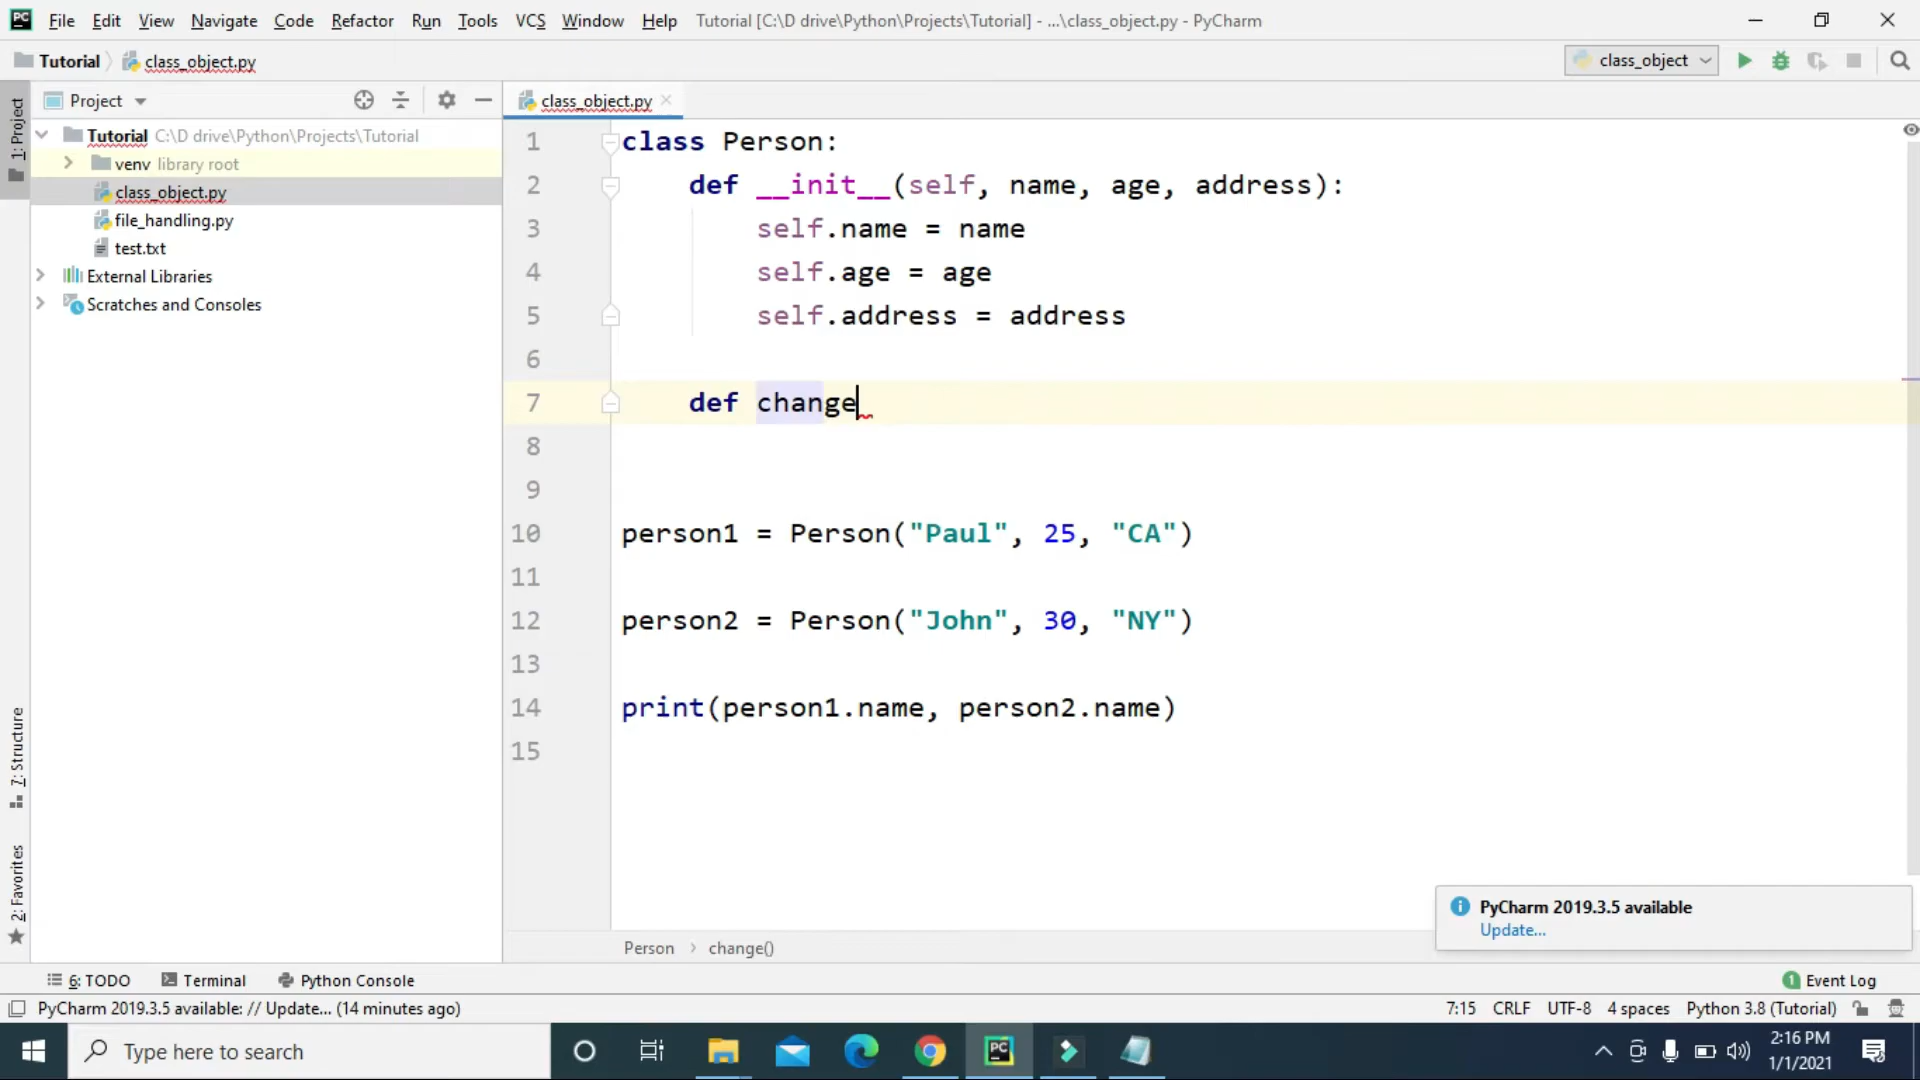 PC File Edit View Navigate Code Refactor Run Tools VCS Window Help Tutorial [C:\D drive\Python\Projects\Tutorial] - ...\class_object.py - PyCharm
Tutorial class_object.py class_object
1: Project
Project
class_object.py
Tutorial C:\D drive\Python\Projects\Tutorial
venv library root
class_object.py
file_handling.py
test.txt
External Libraries
Scratches and Consoles
7: Structure
2: Favorites
1 class Person:
2 def __init__(self, name, age, address):
3 self.name = name
4 self.age = age
5 self.address = address
6
7 def change
8
9
10 person1 = Person("Paul", 25, "CA")
11
12 person2 = Person("John", 30, "NY")
13
14 print(person1.name, person2.name)
15
PyCharm 2019.3.5 available
Update...
Person change()
6: TODO Terminal Python Console 1 Event Log
PyCharm 2019.3.5 available: // Update... (14 minutes ago) 7:15 CRLF UTF-8 4 spaces Python 3.8 (Tutorial)
Type here to search PC 2:16 PM
1/1/2021